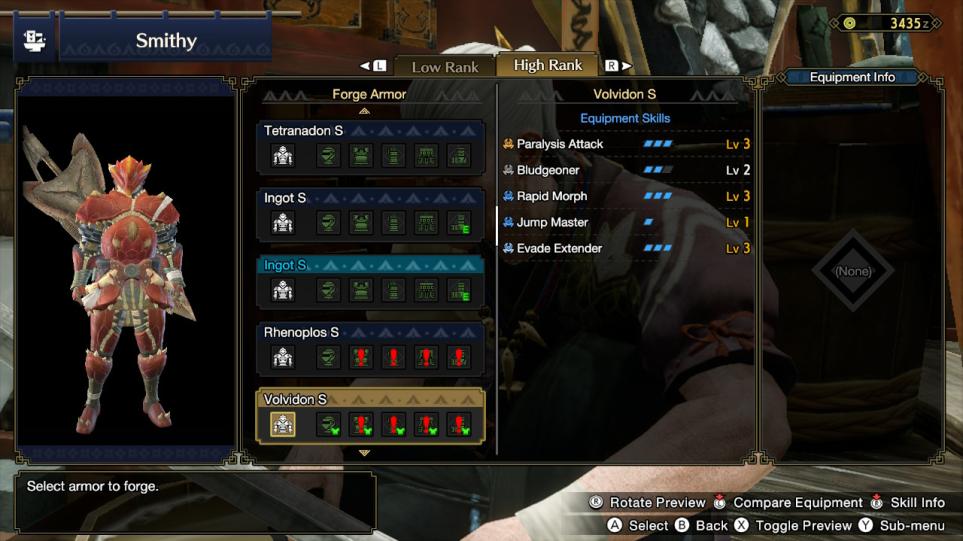 Smithy
3435z
L Low Rank High Rank R
Forge Armor
Tetranadon S
Ingot S
E
Ingot S
E
Rhenoplos S
Volvidon S
Volvidon S
Equipment Skills
Paralysis Attack Lv 3
Bludgeoner Lv 2
Rapid Morph Lv 3
Jump Master Lv 1
Evade Extender Lv 3
Equipment Info
(None)
Select armor to forge.
R Rotate Preview Compare Equipment Skill Info
A Select B Back X Toggle Preview Y Sub-menu